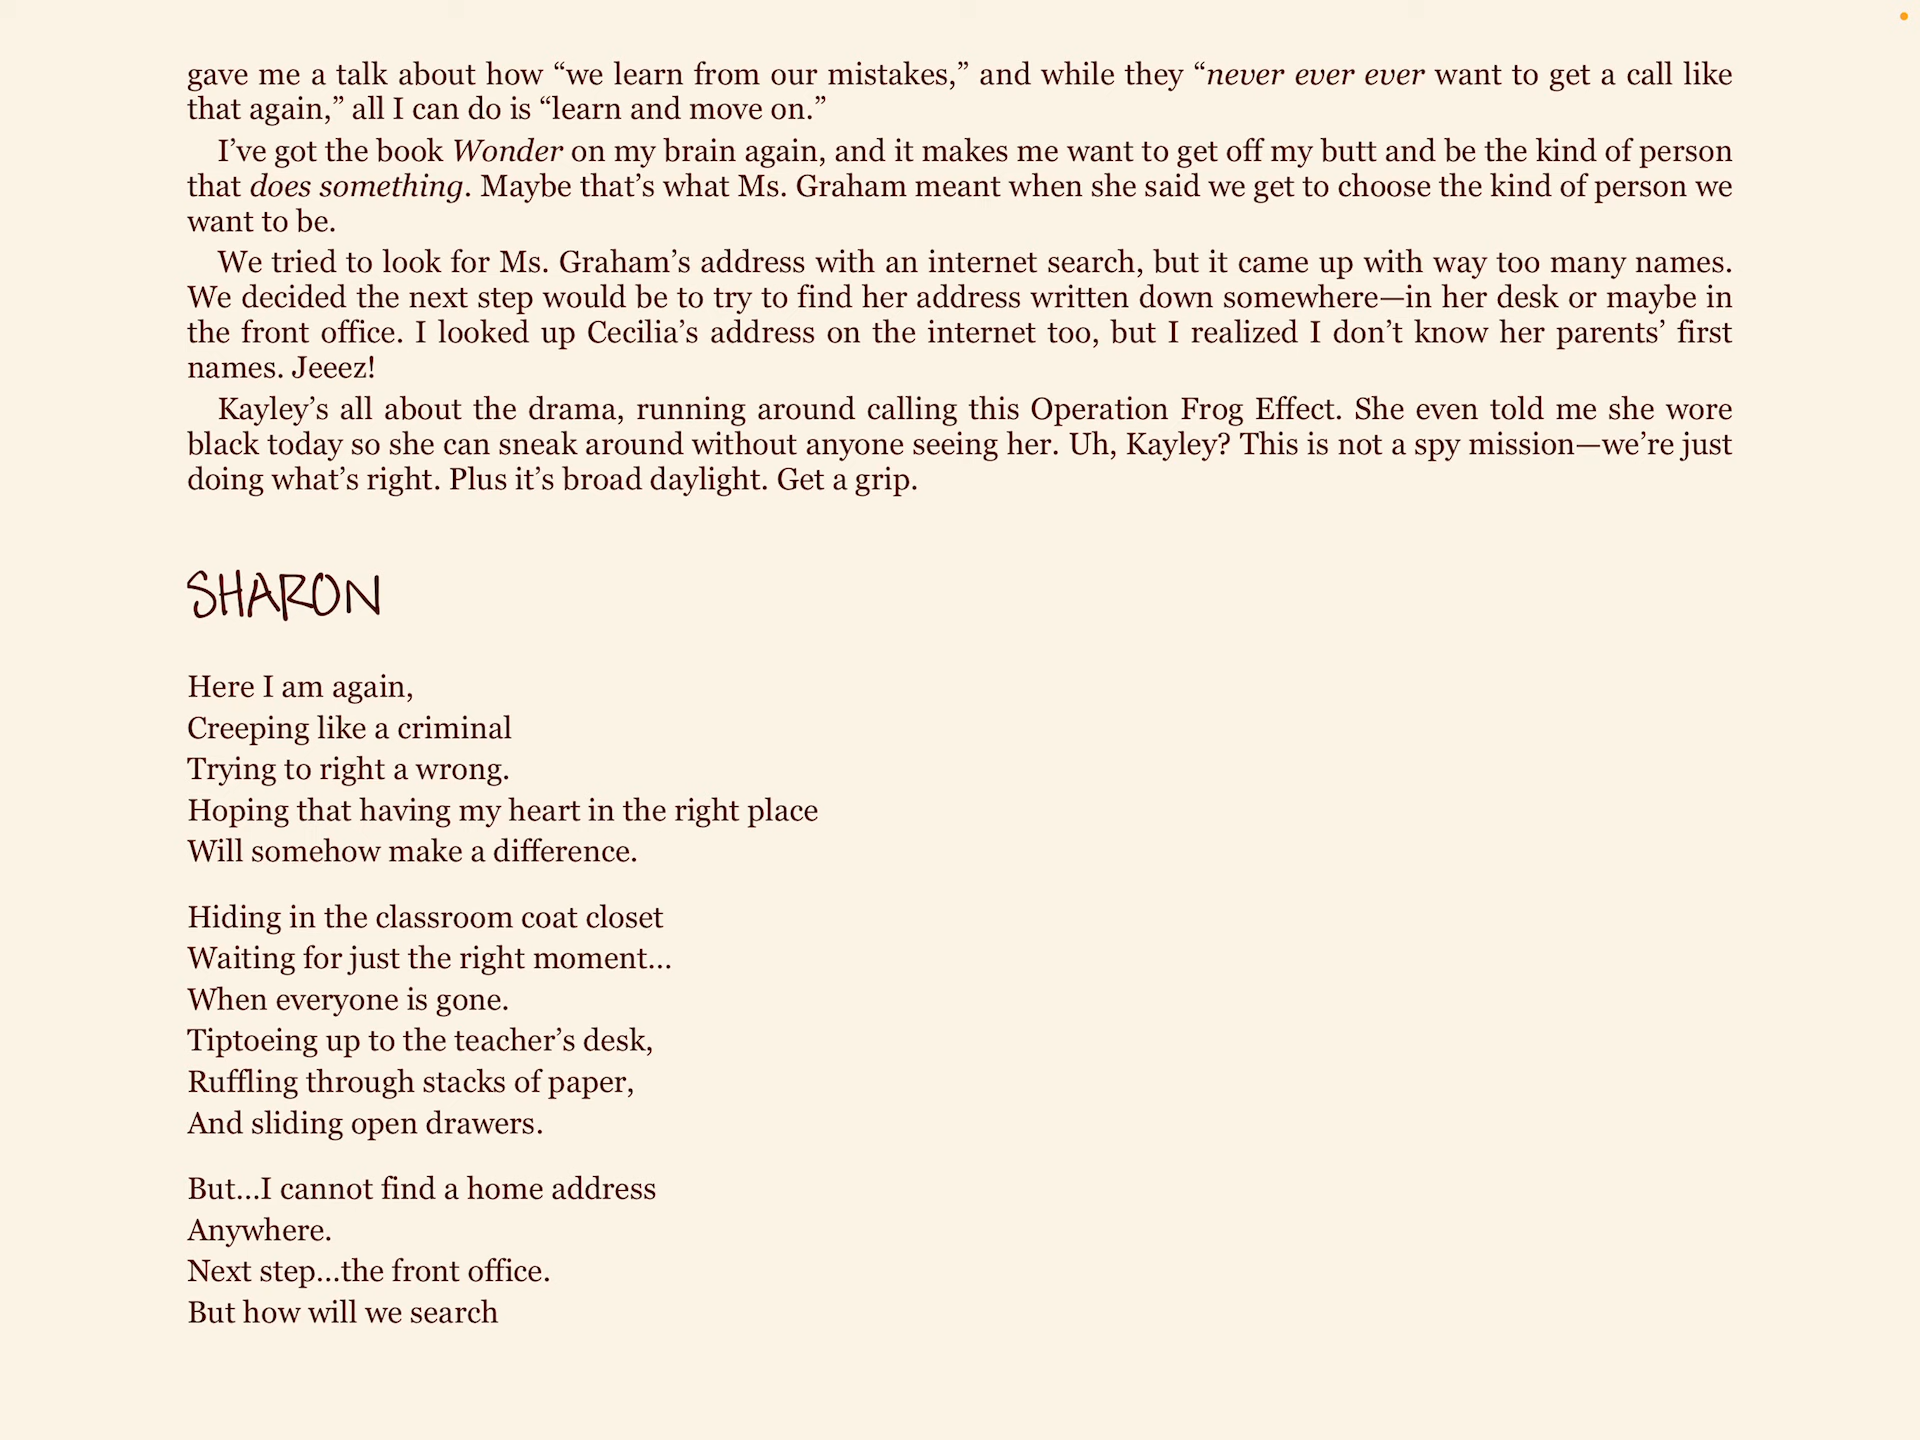 gave me a talk about how “we learn from our mistakes,” and while they “never ever ever want to get a call like
that again,” all I can do is “learn and move on.”
I’ve got the book Wonder on my brain again, and it makes me want to get off my butt and be the kind of person
that does something. Maybe that’s what Ms. Graham meant when she said we get to choose the kind of person we
want to be.
We tried to look for Ms. Graham’s address with an internet search, but it came up with way too many names.
We decided the next step would be to try to find her address written down somewhere—in her desk or maybe in
the front office. I looked up Cecilia’s address on the internet too, but I realized I don’t know her parents’ first
names. Jeeez!
Kayley’s all about the drama, running around calling this Operation Frog Effect. She even told me she wore
black today so she can sneak around without anyone seeing her. Uh, Kayley? This is not a spy mission—we’re just
doing what’s right. Plus it’s broad daylight. Get a grip.
SHARON
Here I am again,
Creeping like a criminal
Trying to right a wrong.
Hoping that having my heart in the right place
Will somehow make a difference.
Hiding in the classroom coat closet
Waiting for just the right moment…
When everyone is gone.
Tiptoeing up to the teacher’s desk,
Ruffling through stacks of paper,
And sliding open drawers.
But…I cannot find a home address
Anywhere.
Next step…the front office.
But how will we search